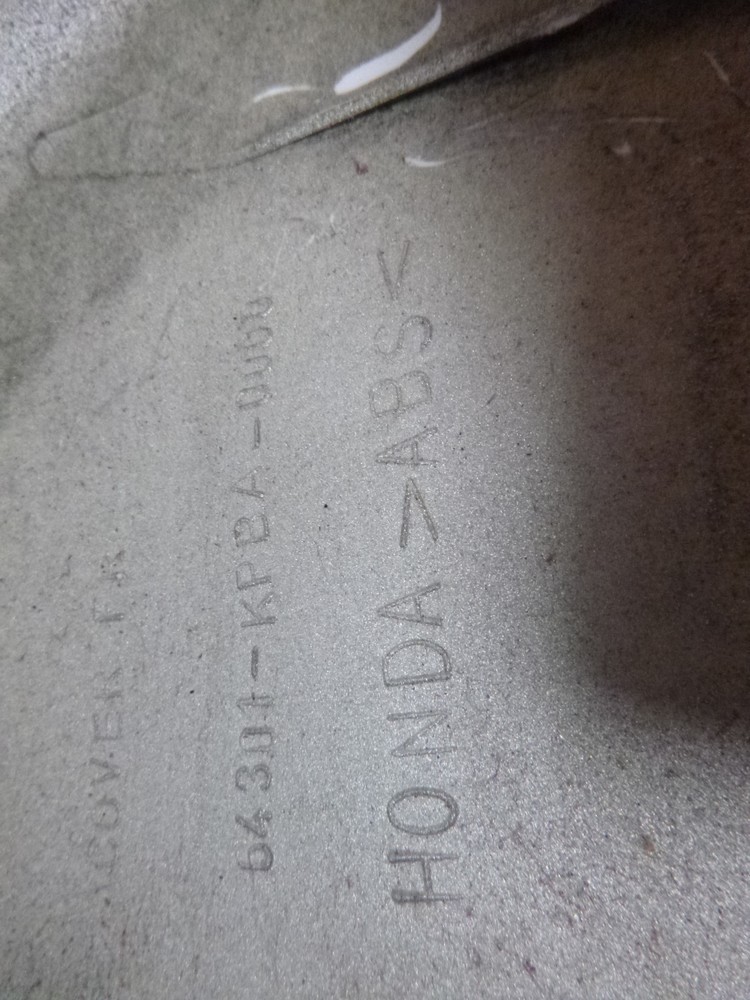 COVER FR
64301-KPBA-0000
HONDA >ABS<